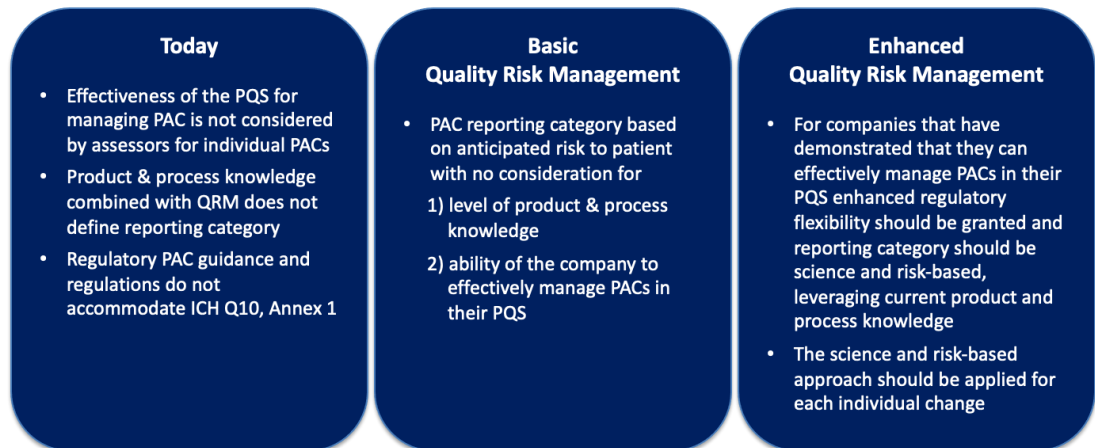 Today
• Effectiveness of the PQS for
managing PAC is not considered
by assessors for individual PACs
• Product & process knowledge
combined with QRM does not
define reporting category
• Regulatory PAC guidance and
regulations do not
accommodate ICH Q10, Annex 1
Basic
Quality Risk Management
• PAC reporting category based
on anticipated risk to patient
with no consideration for
1) level of product & process
knowledge
2) ability of the company to
effectively manage PACs in
their PQS
Enhanced
Quality Risk Management
• For companies that have
demonstrated that they can
effectively manage PACs in their
PQS enhanced regulatory
flexibility should be granted and
reporting category should be
science and risk-based,
leveraging current product and
process knowledge
• The science and risk-based
approach should be applied for
each individual change